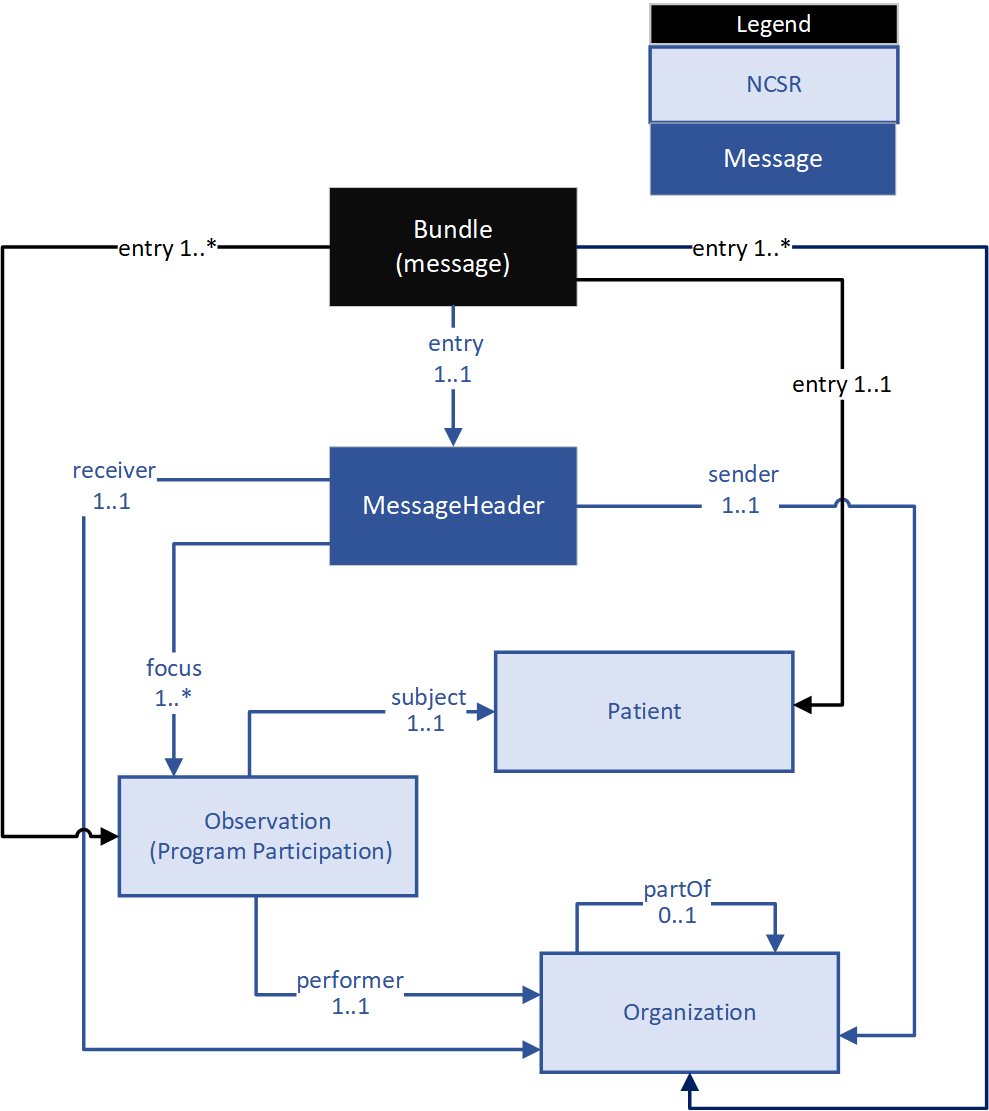 Legend
NCSR
Message
Bundle
(message)
entry 1..*
entry 1..*
entry
1..1
entry 1..1
receiver
1..1
MessageHeader
sender
1..1
focus
1..*
subject
1..1
Patient
Observation
(Program Participation)
partOf
0..1
performer
1..1
Organization